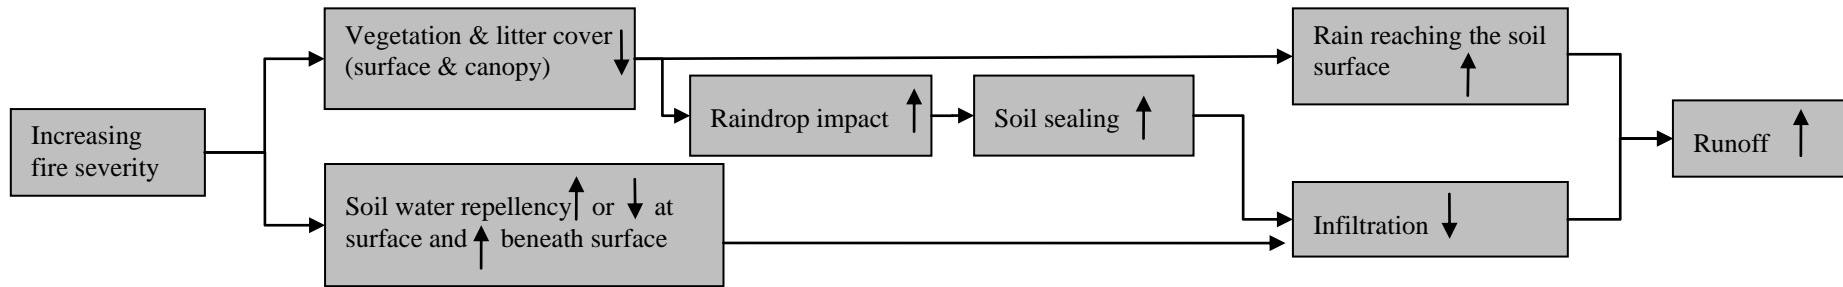 Increasing
fire severity
Vegetation & litter cover ↓
(surface & canopy)
Soil water repellency ↑ or ↓ at
surface and ↑ beneath surface
Raindrop impact ↑
Soil sealing ↑
Rain reaching the soil
surface ↑
Infiltration ↓
Runoff ↑